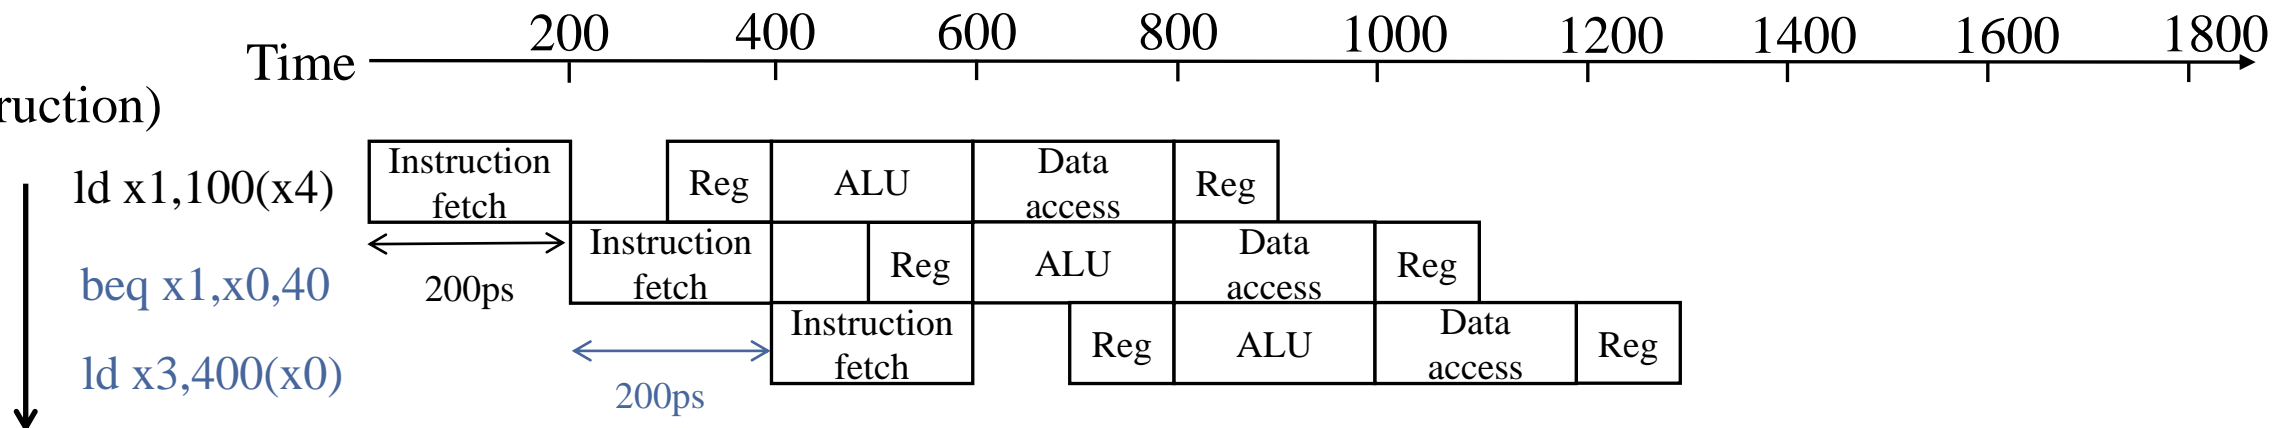 200 400 600 800 1000 1200 1400 1600 1800
Time
ruction)
ld x1,100(x4)
Instruction
fetch
Reg
ALU
Data
access
Reg
200ps
beq x1,x0,40
Instruction
fetch
Reg
ALU
Data
access
Reg
200ps
ld x3,400(x0)
Instruction
fetch
Reg
ALU
Data
access
Reg